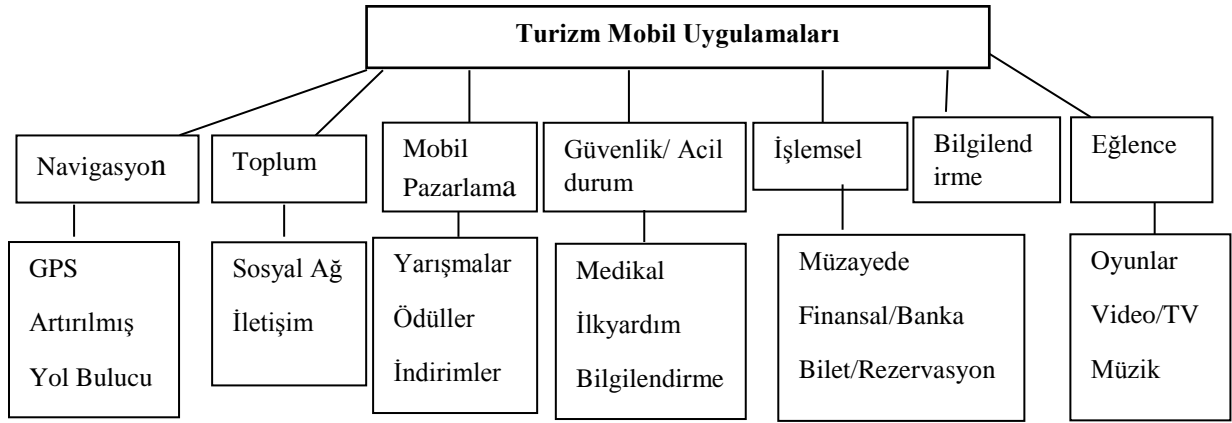 Turizm Mobil Uygulamaları
Navigasyon
Toplum
Mobil
Pazarlama
Güvenlik/ Acil
durum
İşlemsel
Bilgilend
irme
Eğlence
GPS
Artırılmış
Yol Bulucu
Sosyal Ağ
İletişim
Yarışmalar
Ödüller
İndirimler
Medikal
İlkyardım
Bilgilendirme
Müzayede
Finansal/Banka
Bilet/Rezervasyon
Oyunlar
Video/TV
Müzik